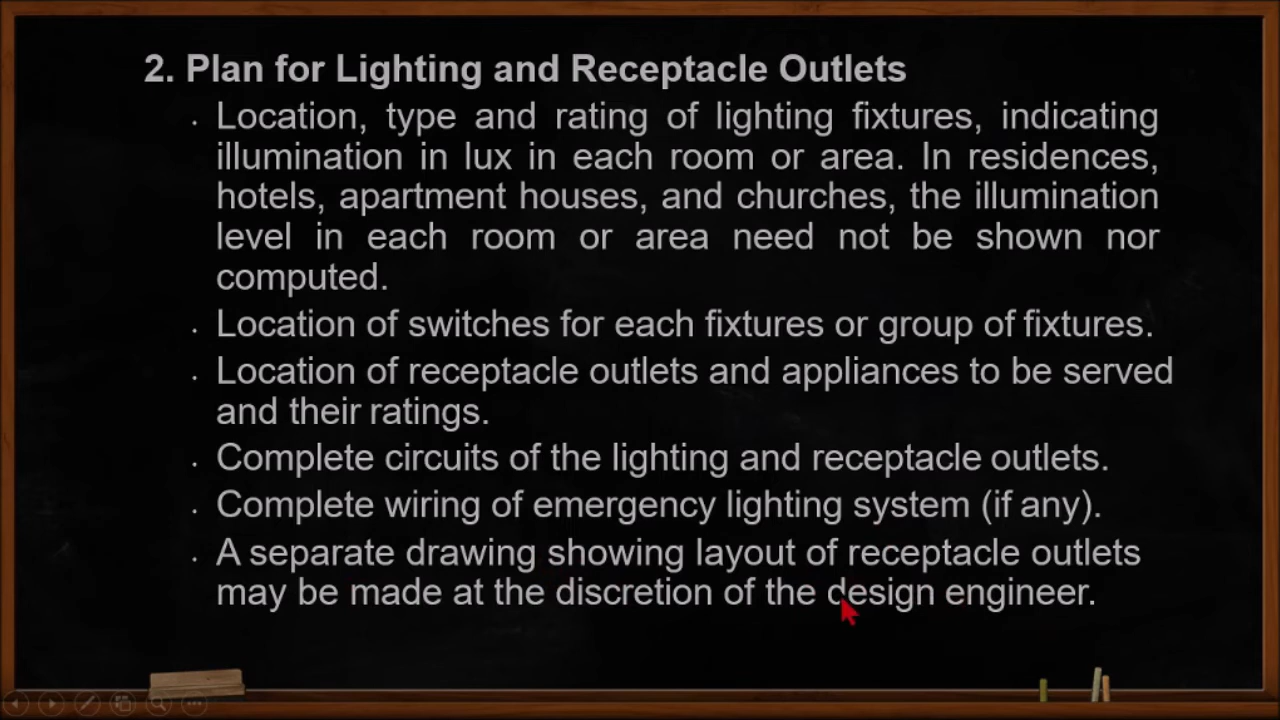 2. Plan for Lighting and Receptacle Outlets
· Location, type and rating of lighting fixtures, indicating
illumination in lux in each room or area. In residences,
hotels, apartment houses, and churches, the illumination
level in each room or area need not be shown nor
computed.
· Location of switches for each fixtures or group of fixtures.
· Location of receptacle outlets and appliances to be served
and their ratings.
· Complete circuits of the lighting and receptacle outlets.
· Complete wiring of emergency lighting system (if any).
· A separate drawing showing layout of receptacle outlets
may be made at the discretion of the design engineer.